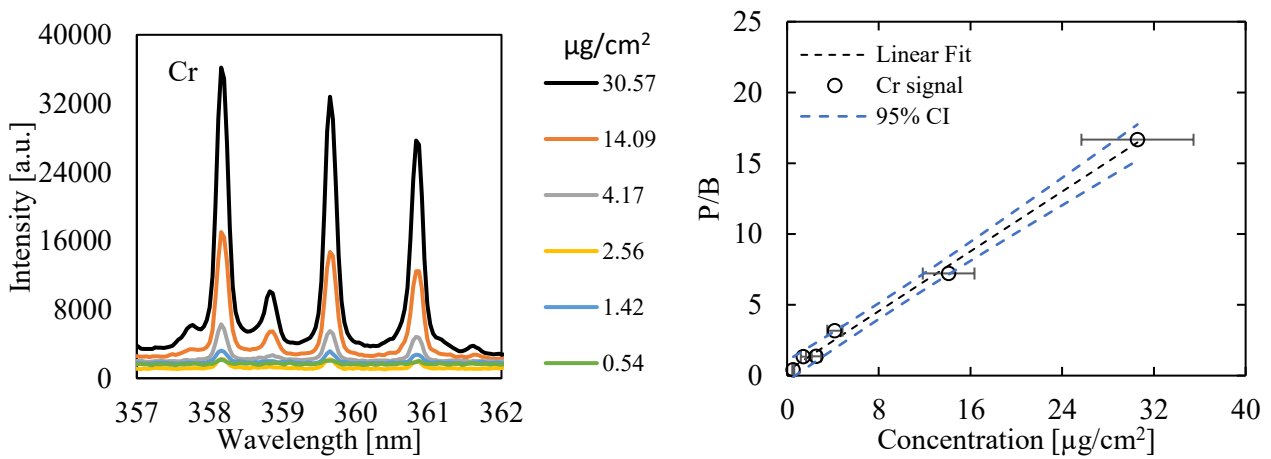 40000
32000
24000
16000
8000
0
Intensity [a.u.]
Cr
357 358 359 360 361 362
Wavelength [nm]
µg/cm²
30.57
14.09
4.17
2.56
1.42
0.54
25
20
15
10
5
0
P/B
Linear Fit
Cr signal
95% CI
0 8 16 24 32 40
Concentration [µg/cm²]